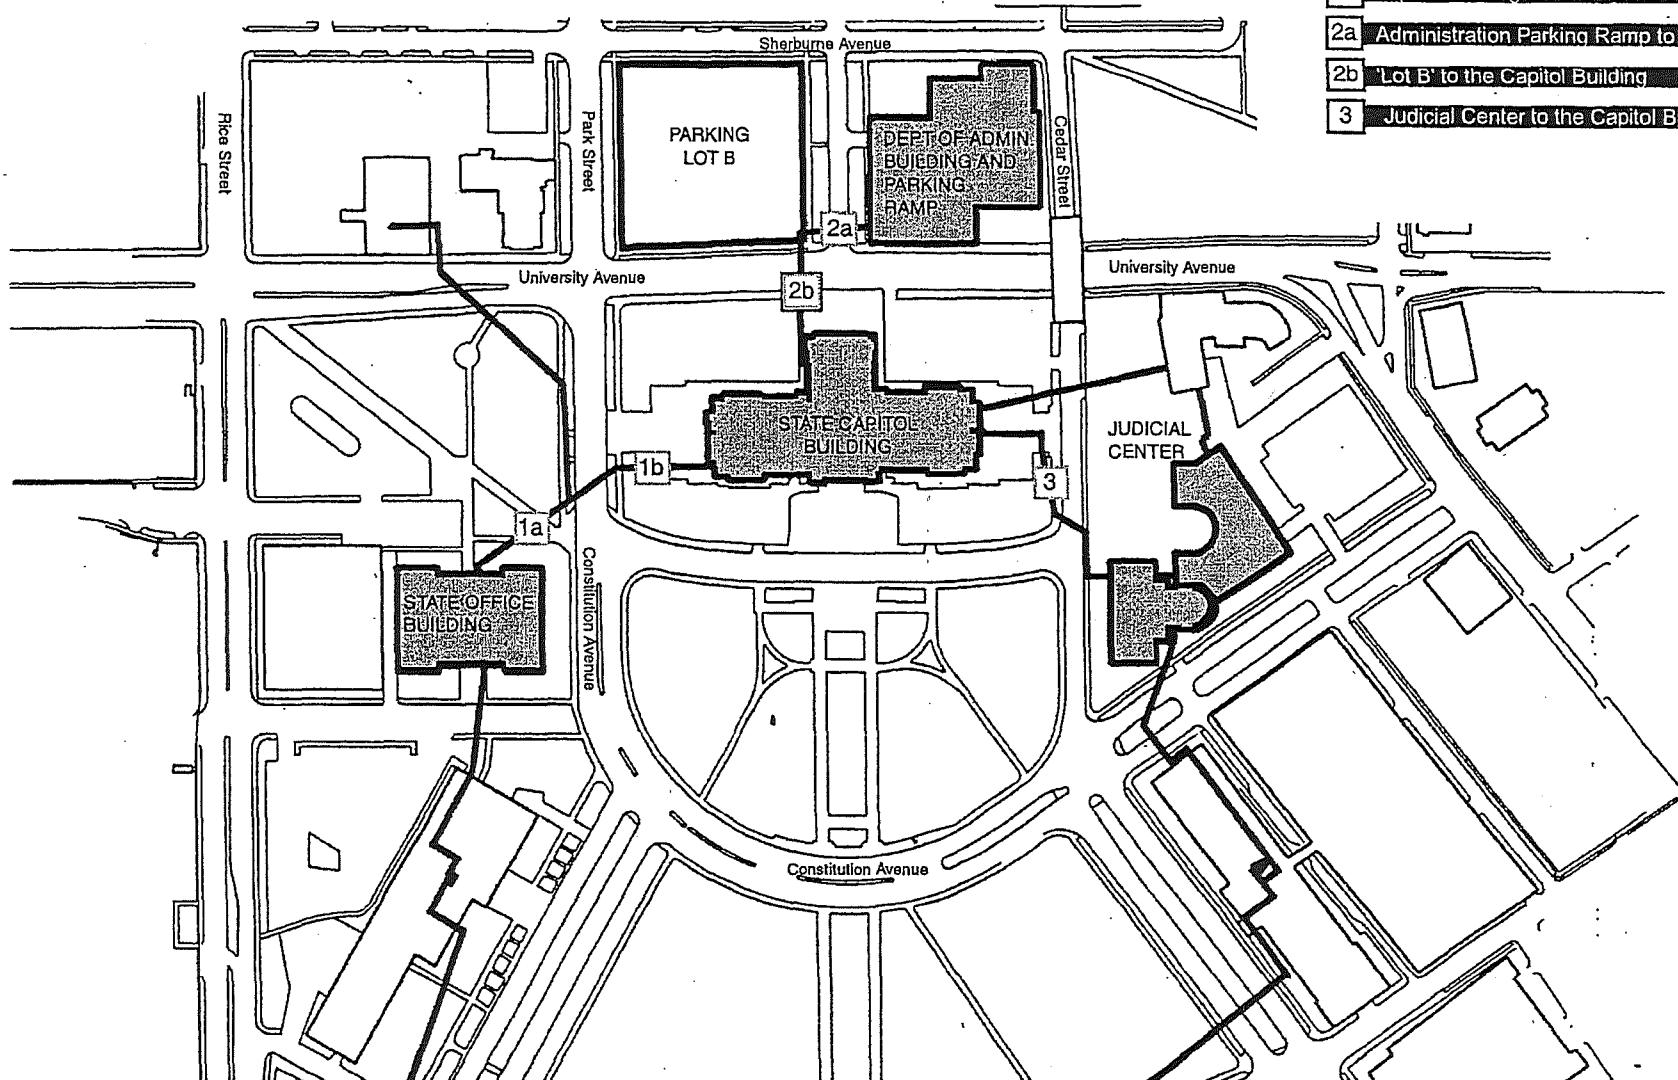 2a Administration Parking Ramp to
2b 'Lot B' to the Capitol Building
3 Judicial Center to the Capitol B
Sherburne Avenue
Rice Street
Park Street
PARKING
LOT B
DEPT OF ADMIN.
BUILDING AND
PARKING
RAMP
Cedar Street
2a
University Avenue
University Avenue
2b
STATE CAPITOL
BUILDING
JUDICIAL
CENTER
1b
3
1a
STATE OFFICE
BUILDING
Constitution Avenue
Constitution Avenue